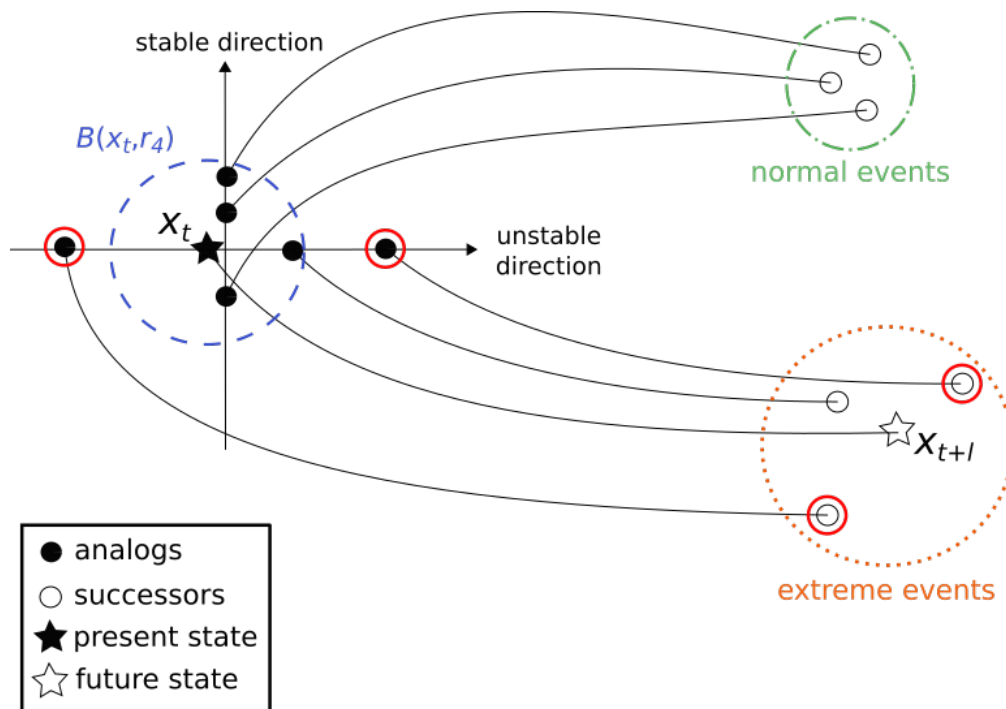 stable direction
B(x_t,r_4)
normal events
x_t
unstable
direction
x_{t+l}
extreme events
analogs
successors
present state
future state